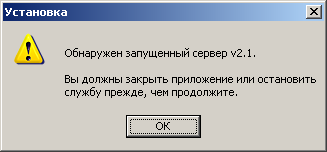 Установка
Обнаружен запущенный сервер v2.1.
Вы должны закрыть приложение или остановить
службу прежде, чем продолжите.
OK